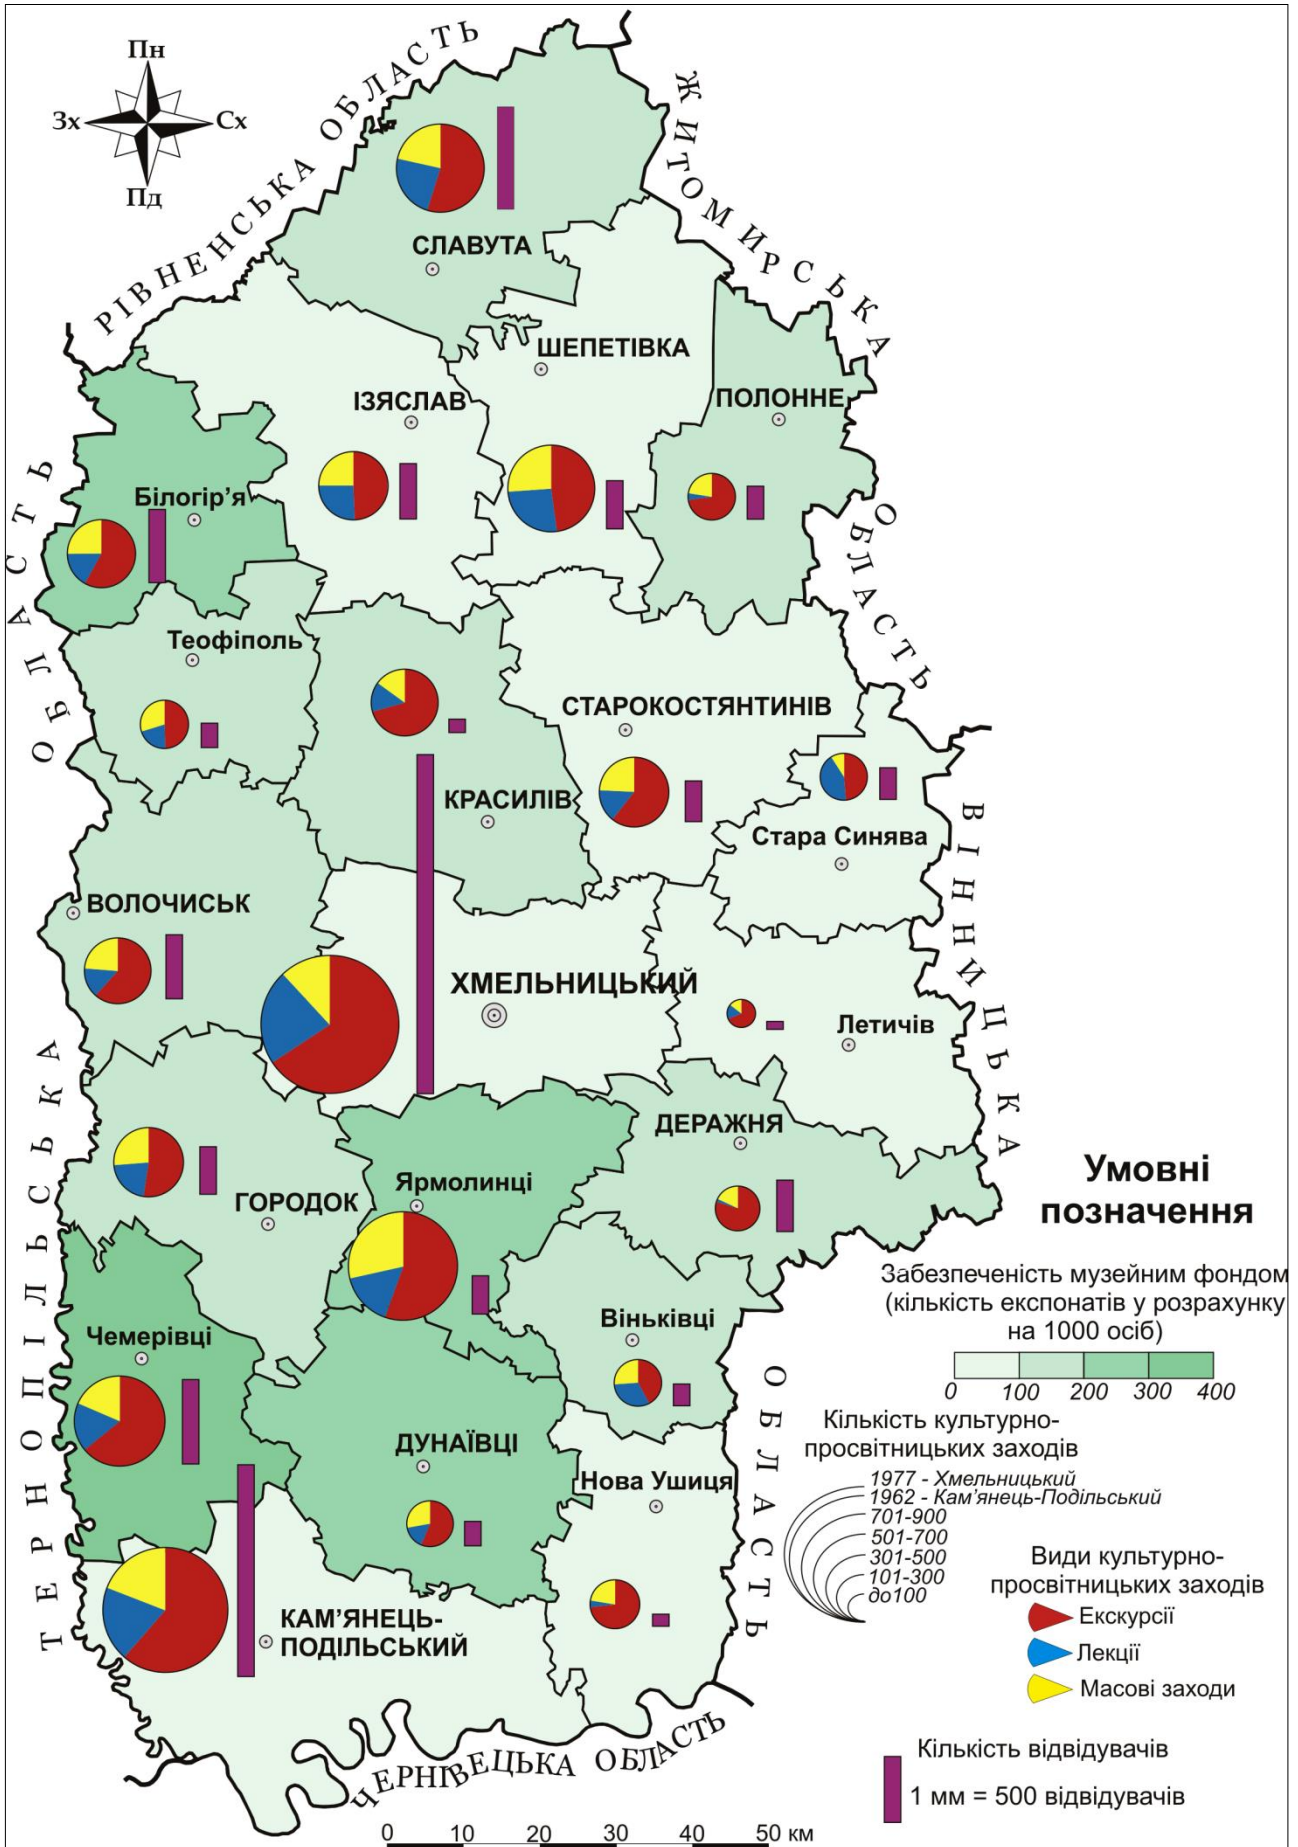 Пн
Зх
Сх
Пд
РІВНЕНСЬКА ОБЛАСТЬ
ЖИТОМИРСЬКА
ОБЛАСТЬ
СЛАВУТА
ШЕПЕТІВКА
ІЗЯСЛАВ
ПОЛОННЕ
Білогір’я
Теофіполь
СТАРОКОСТЯНТИНІВ
КРАСИЛІВ
Стара Синява
ВОЛОЧИСЬК
ХМЕЛЬНИЦЬКИЙ
Летичів
ДЕРАЖНЯ
Ярмолинці
ГОРОДОК
Віньківці
Чемерівці
ДУНАЇВЦІ
Нова Ушиця
КАМ’ЯНЕЦЬ-
ПОДІЛЬСЬКИЙ
ТЕРНОПІЛЬСЬКА
ОБЛАСТЬ
ВІННИЦЬКА
ОБЛАСТЬ
ЧЕРНІВЕЦЬКА ОБЛАСТЬ
Умовні
позначення
Забезпеченість музейним фондом
(кількість експонатів у розрахунку
на 1000 осіб)
0 100 200 300 400
Кількість культурно-
просвітницьких заходів
1977 - Хмельницький
1962 - Кам’янець-Подільський
701-900
501-700
301-500
101-300
до100
Види культурно-
просвітницьких заходів
Екскурсії
Лекції
Масові заходи
Кількість відвідувачів
1 мм = 500 відвідувачів
0 10 20 30 40 50 км